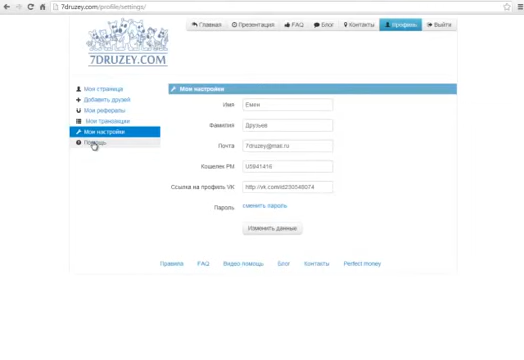 7druzey.com/profile/settings/
Главная Презентация FAQ Блог Контакты Профиль Выйти
7DRUZEY.COM
Моя страница
Добавить друзей
Мои рефералы
Мои транзакции
Мои настройки
Помощь
Мои настройки
Имя
Фамилия Друзьев
Почта 7druzey@mail.ru
Кошелек PM U5941416
Ссылка на профиль VK http://vk.com/id230548074
Пароль сменить пароль
Изменить данные
Правила FAQ Видео помощь Блог Контакты Perfect money